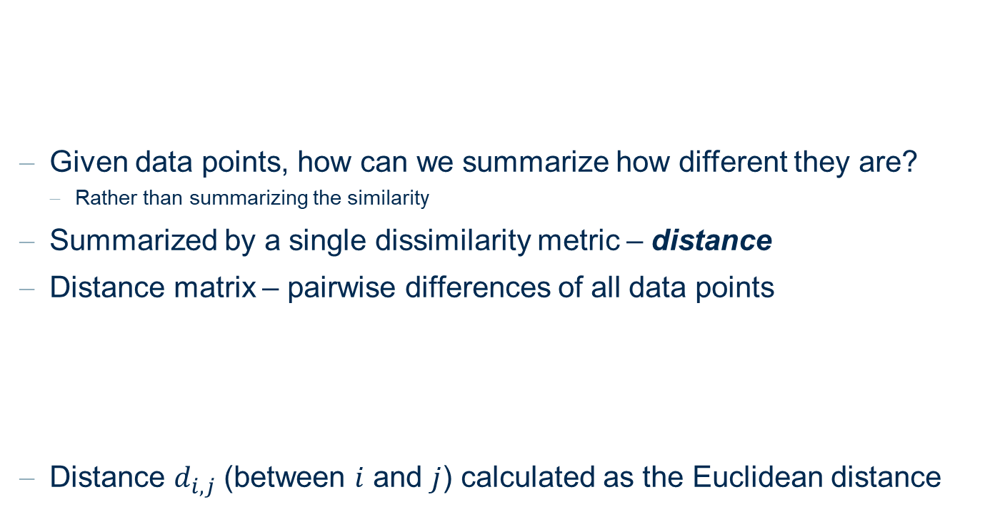 – Given data points, how can we summarize how different they are?
– Rather than summarizing the similarity
– Summarized by a single dissimilarity metric – distance
– Distance matrix – pairwise differences of all data points
– Distance d_{i,j} (between i and j) calculated as the Euclidean distance